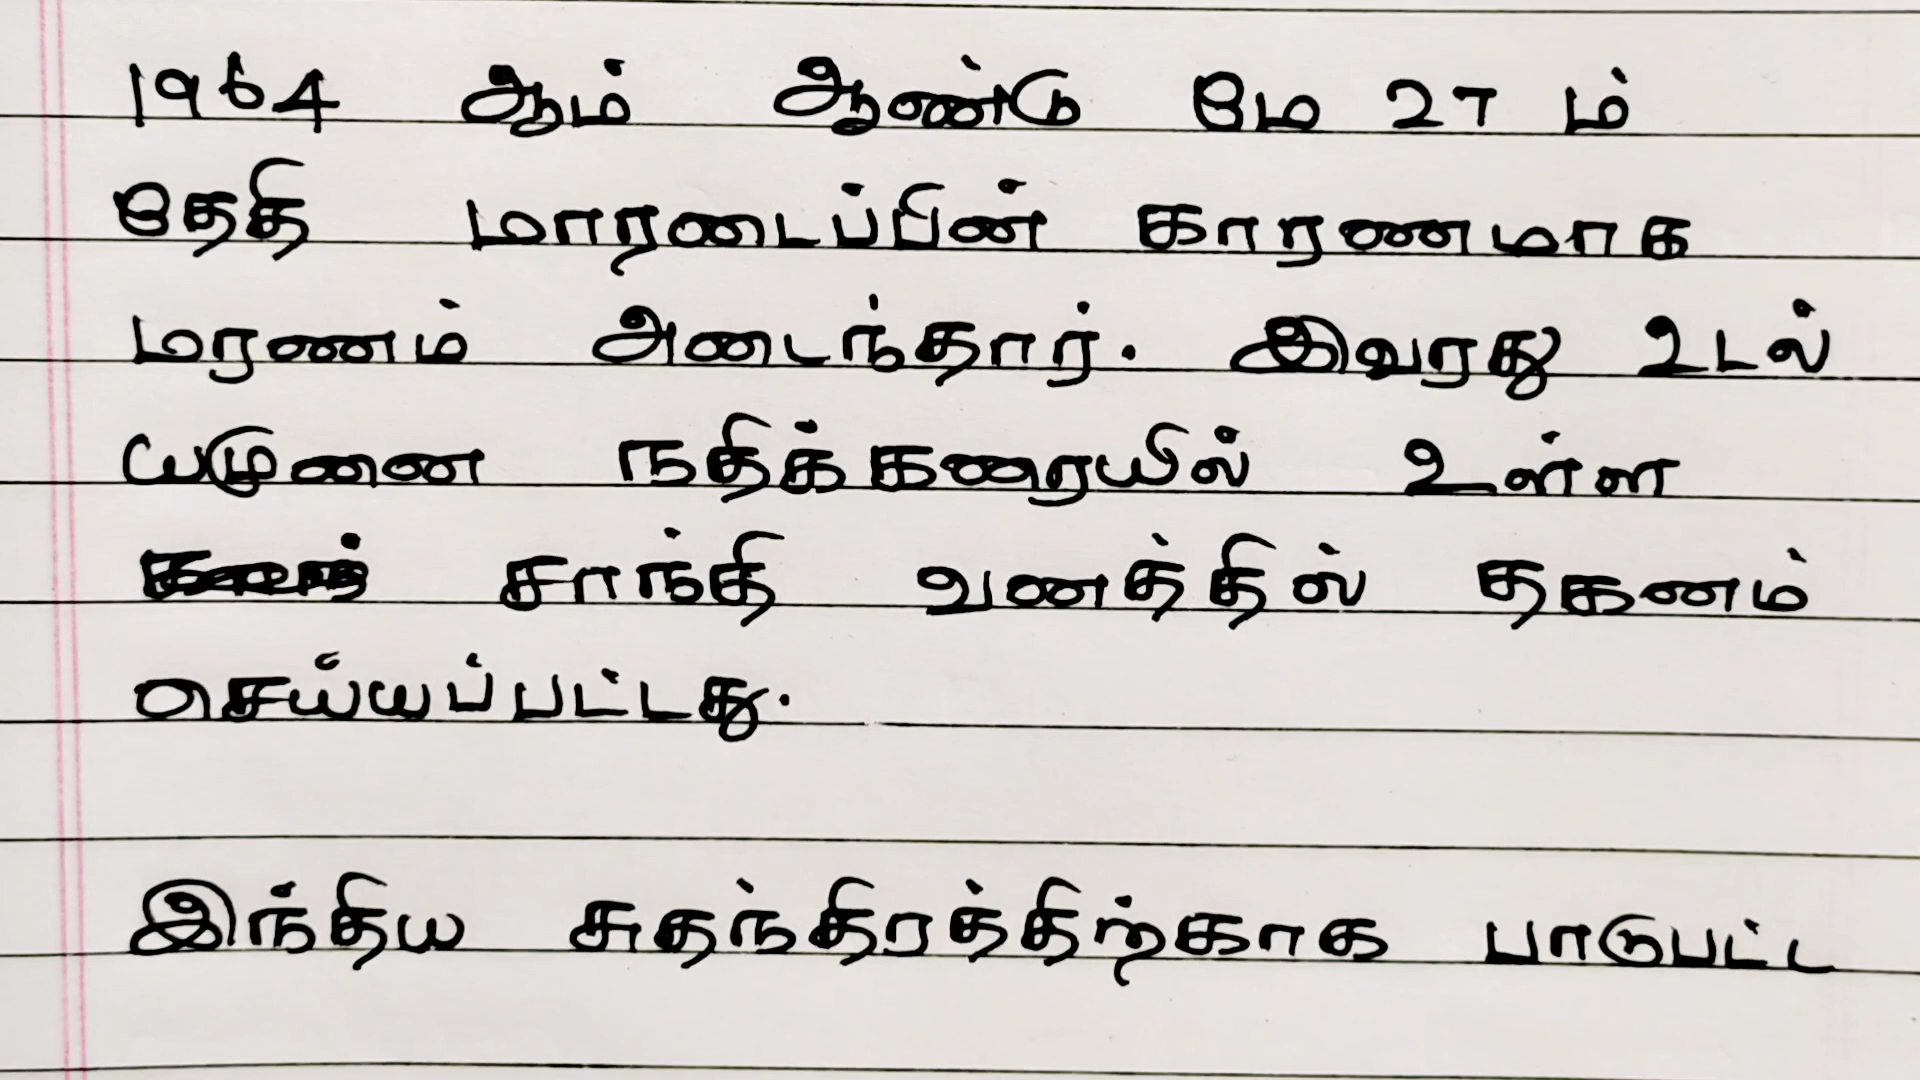 1964 ஆம் ஆண்டு மே 27 ம்
தேதி மாரடைப்பின் காரணமாக
மரணம் அடைந்தார். இவரது உடல்
யமுனை நதிக்கரையில் உள்ள
சாந்தி வனத்தில் தகனம்
செய்யப்பட்டது.
இந்திய சுதந்திரத்திற்காக பாடுபட்ட